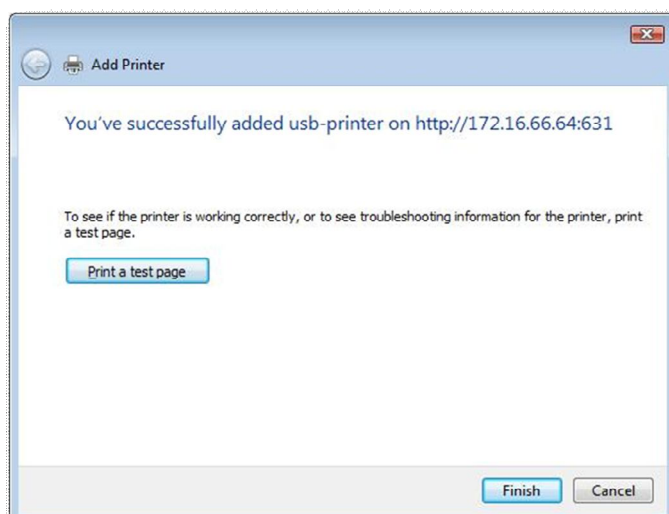 Add Printer
You've successfully added usb-printer on http://172.16.66.64:631
To see if the printer is working correctly, or to see troubleshooting information for the printer, print
a test page.
Print a test page
Finish Cancel